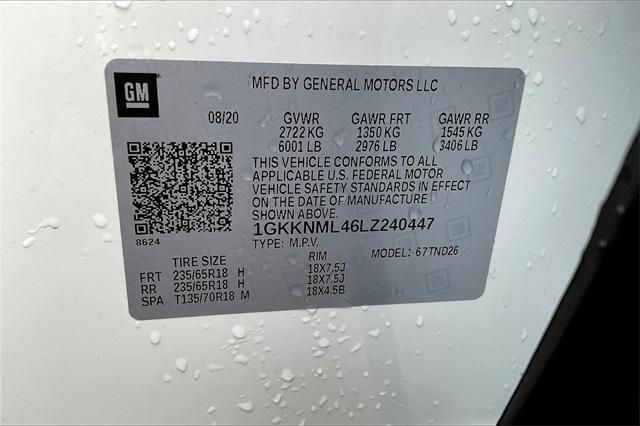 GM
MFD BY GENERAL MOTORS LLC
08/20 GVWR GAWR FRT GAWR RR
2722 KG 1350 KG 1545 KG
6001 LB 2976 LB 3406 LB
THIS VEHICLE CONFORMS TO ALL
APPLICABLE U.S. FEDERAL MOTOR
VEHICLE SAFETY STANDARDS IN EFFECT
ON THE DATE OF MANUFACTURE
SHOWN ABOVE.
8624
1GKKNML46LZ240447
TYPE: M.P.V. MODEL: 67TND26
TIRE SIZE RIM
FRT 235/65R18 H 18X7.5J
RR 235/65R18 H 18X7.5J
SPA T135/70R18 M 18X4.5B